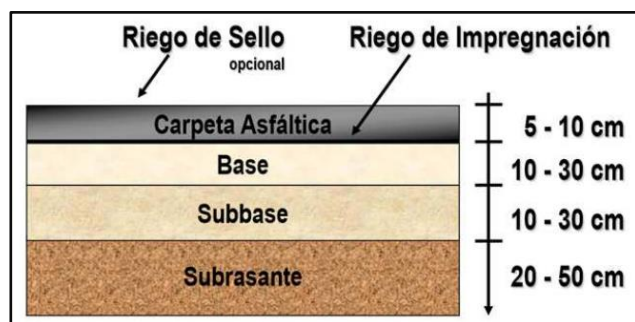 Riego de Sello
opcional
Riego de Impregnación
Carpeta Asfáltica
5 - 10 cm
Base
10 - 30 cm
Subbase
10 - 30 cm
Subrasante
20 - 50 cm